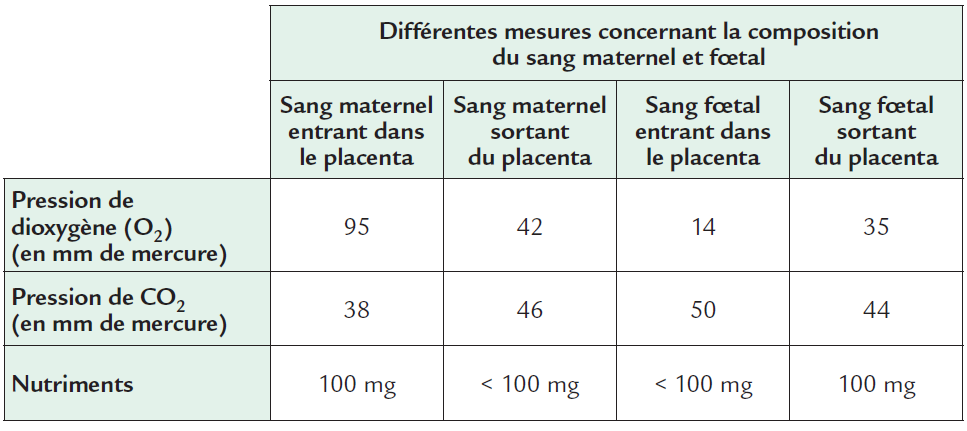 Différentes mesures concernant la composition
du sang maternel et fœtal
Sang maternel
entrant dans
le placenta
Sang maternel
sortant
du placenta
Sang fœtal
entrant dans
le placenta
Sang fœtal
sortant
du placenta
Pression de
dioxygène (O₂)
(en mm de mercure)
95
42
14
35
Pression de CO₂
(en mm de mercure)
38
46
50
44
Nutriments
100 mg
< 100 mg
< 100 mg
100 mg